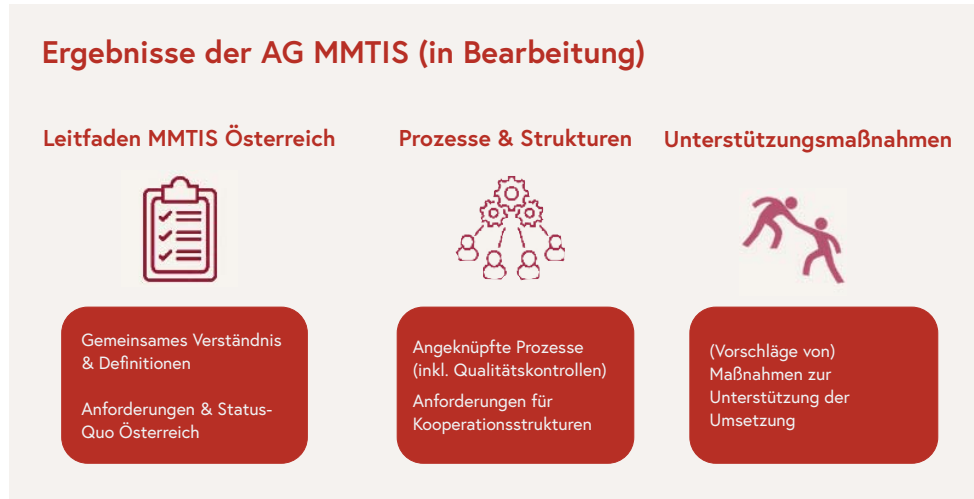 Ergebnisse der AG MMTIS (in Bearbeitung)
Leitfaden MMTIS Österreich
Prozesse & Strukturen
Unterstützungsmaßnahmen
Gemeinsames Verständnis
& Definitionen
Anforderungen & Status-
Quo Österreich
Angeknüpfte Prozesse
(inkl. Qualitätskontrollen)
Anforderungen für
Kooperationsstrukturen
(Vorschläge von)
Maßnahmen zur
Unterstützung der
Umsetzung